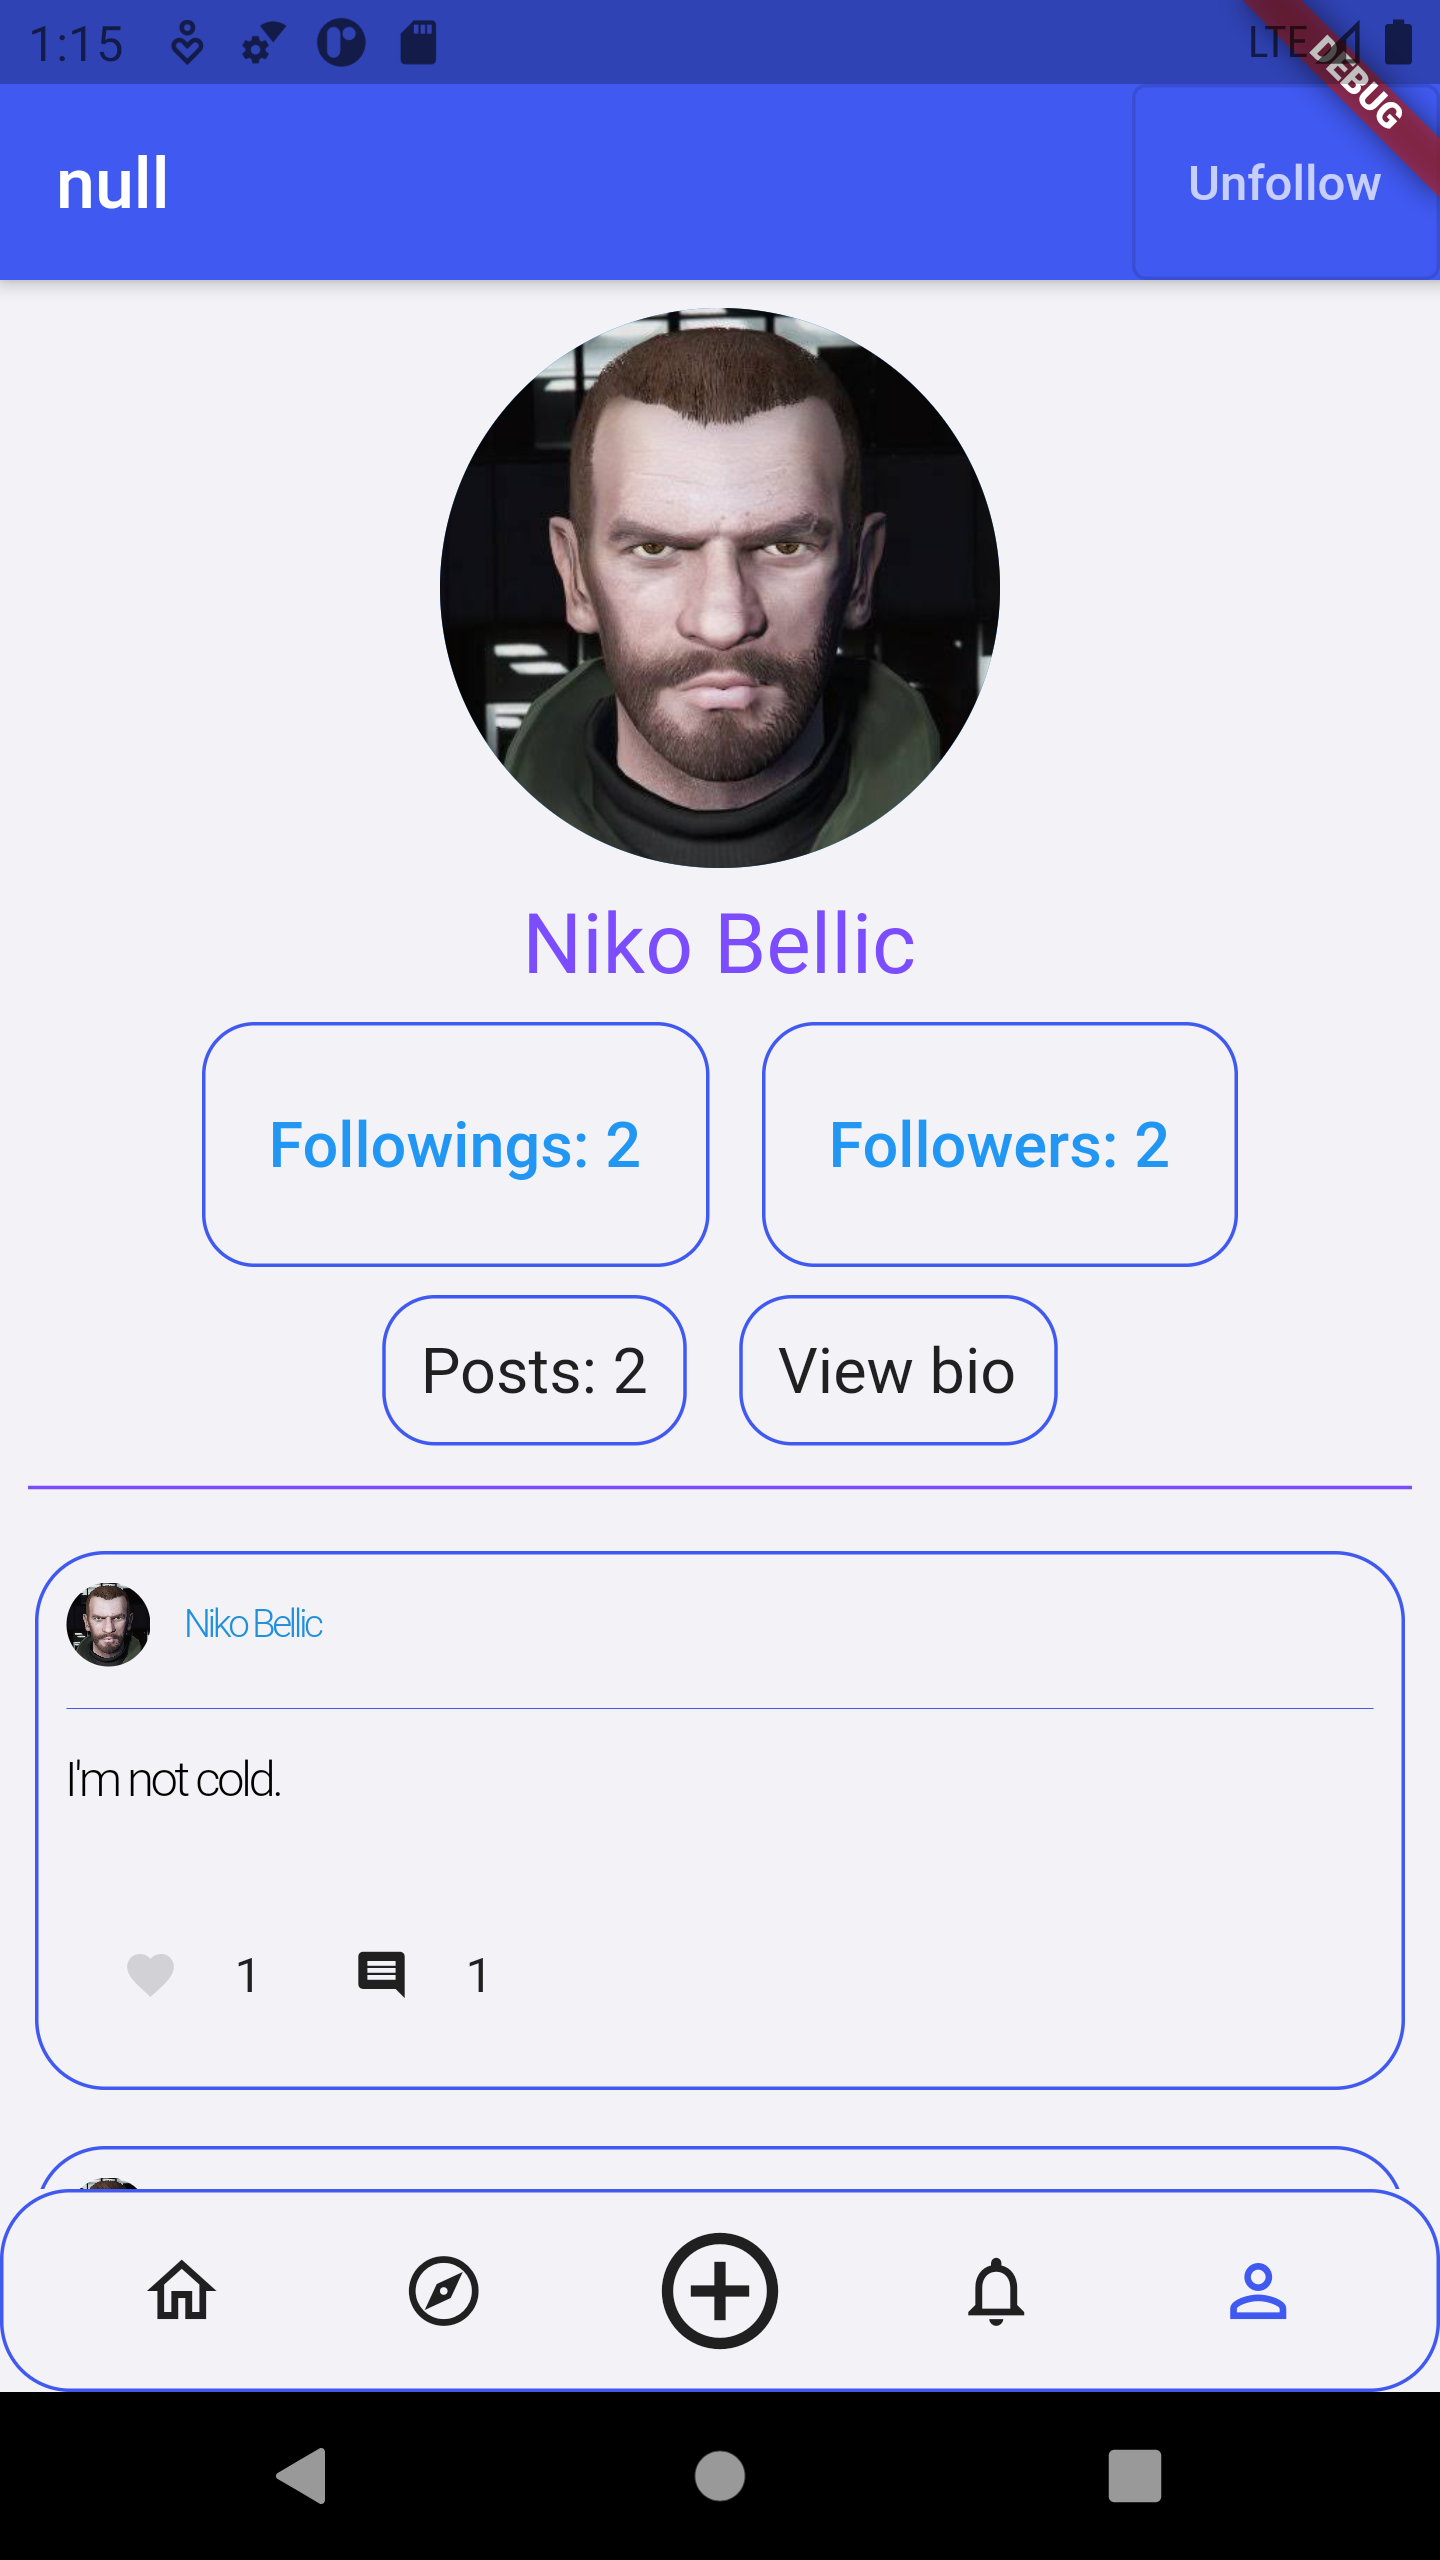 1:15
LTE
DEBUG
null
Unfollow
Niko Bellic
Followings: 2
Followers: 2
Posts: 2
View bio
Niko Bellic
I'm not cold.
1
1